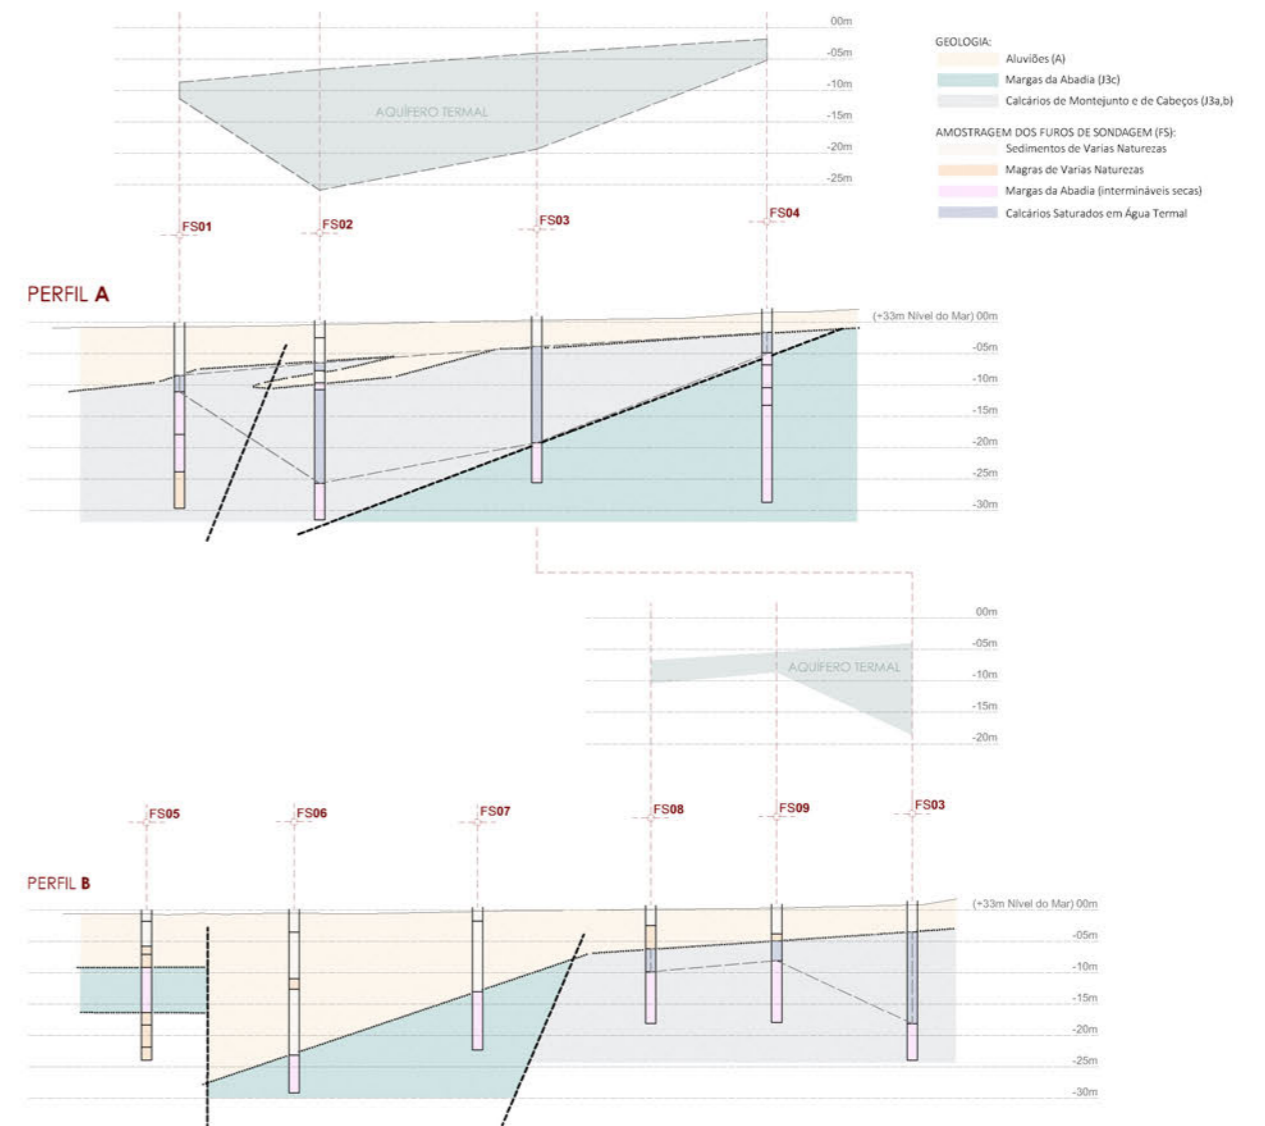 00m
-05m
-10m
-15m
-20m
-25m
AQUÍFERO TERMAL
GEOLOGIA:
Aluviões (A)
Margas da Abadia (J3c)
Calcários de Montejunto e de Cabeços (J3a,b)
AMOSTRAGEM DOS FUROS DE SONDAGEM (FS):
Sedimentos de Varias Naturezas
Magras de Varias Naturezas
Margas da Abadia (intermináveis secas)
Calcários Saturados em Água Termal
FS01
FS02
FS03
FS04
PERFIL A
(+33m Nível do Mar) 00m
-05m
-10m
-15m
-20m
-25m
-30m
00m
-05m
AQUÍFERO TERMAL
-10m
-15m
-20m
FS05
FS06
FS07
FS08
FS09
FS03
PERFIL B
(+33m Nível do Mar) 00m
-05m
-10m
-15m
-20m
-25m
-30m